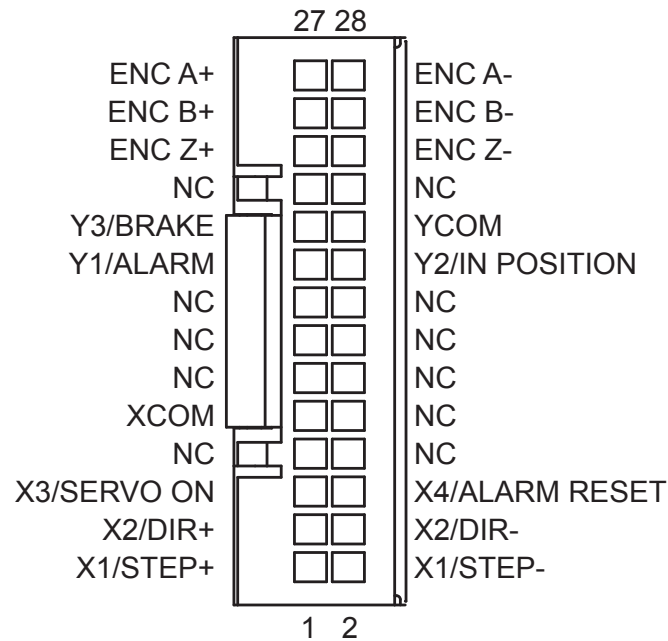 27 28
ENC A+ ENC A-
ENC B+ ENC B-
ENC Z+ ENC Z-
NC NC
Y3/BRAKE YCOM
Y1/ALARM Y2/IN POSITION
NC NC
NC NC
NC NC
XCOM NC
NC NC
X3/SERVO ON X4/ALARM RESET
X2/DIR+ X2/DIR-
X1/STEP+ X1/STEP-
1 2